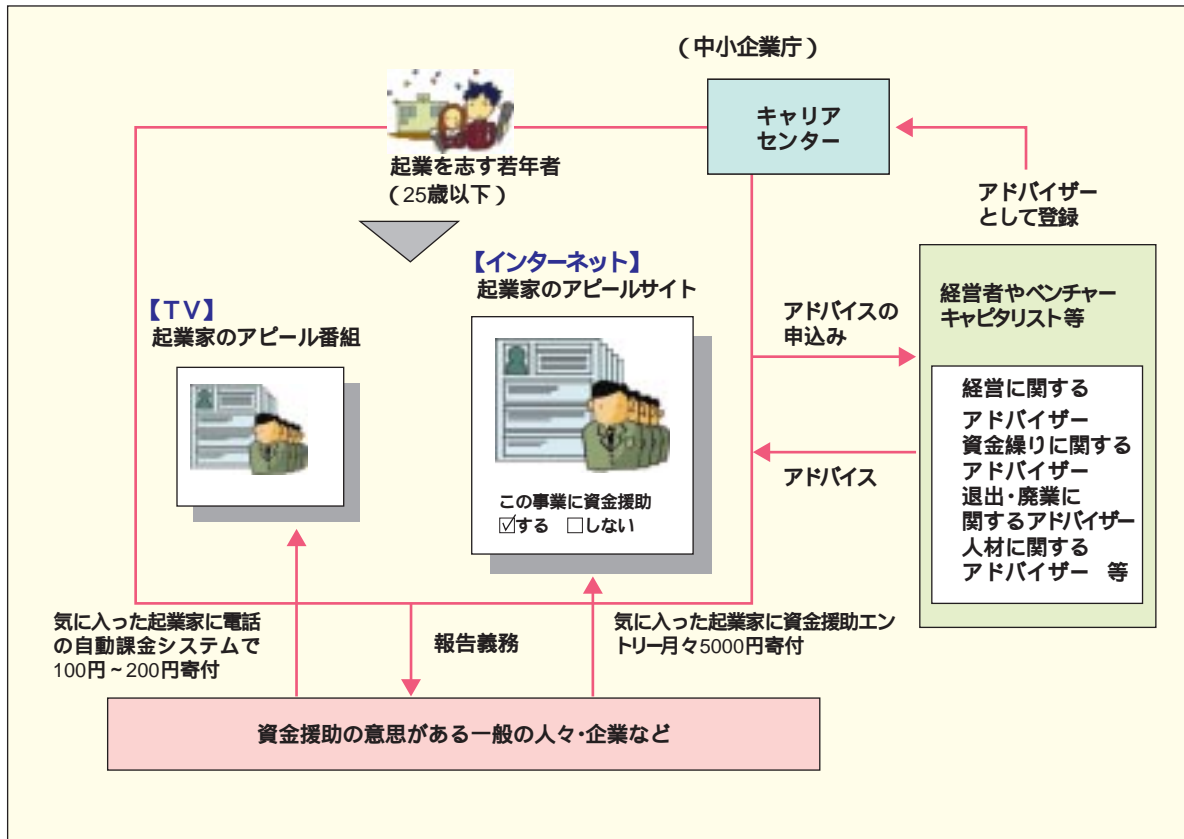 (中小企業庁)
キャリア
センター
起業を志す若年者
(25歳以下)
アドバイザー
として登録
【インターネット】
起業家のアピールサイト
【TV】
起業家のアピール番組
アドバイスの
申込み
経営者やベンチャー
キャピタリスト等
経営に関する
アドバイザー
資金繰りに関する
アドバイザー
退出・廃業に
関するアドバイザー
人材に関する
アドバイザー 等
アドバイス
この事業に資金援助
☑する □しない
気に入った起業家に電話
の自動課金システムで
100円~200円寄付
報告義務
気に入った起業家に資金援助エン
トリー月々5000円寄付
資金援助の意思がある一般の人々・企業など